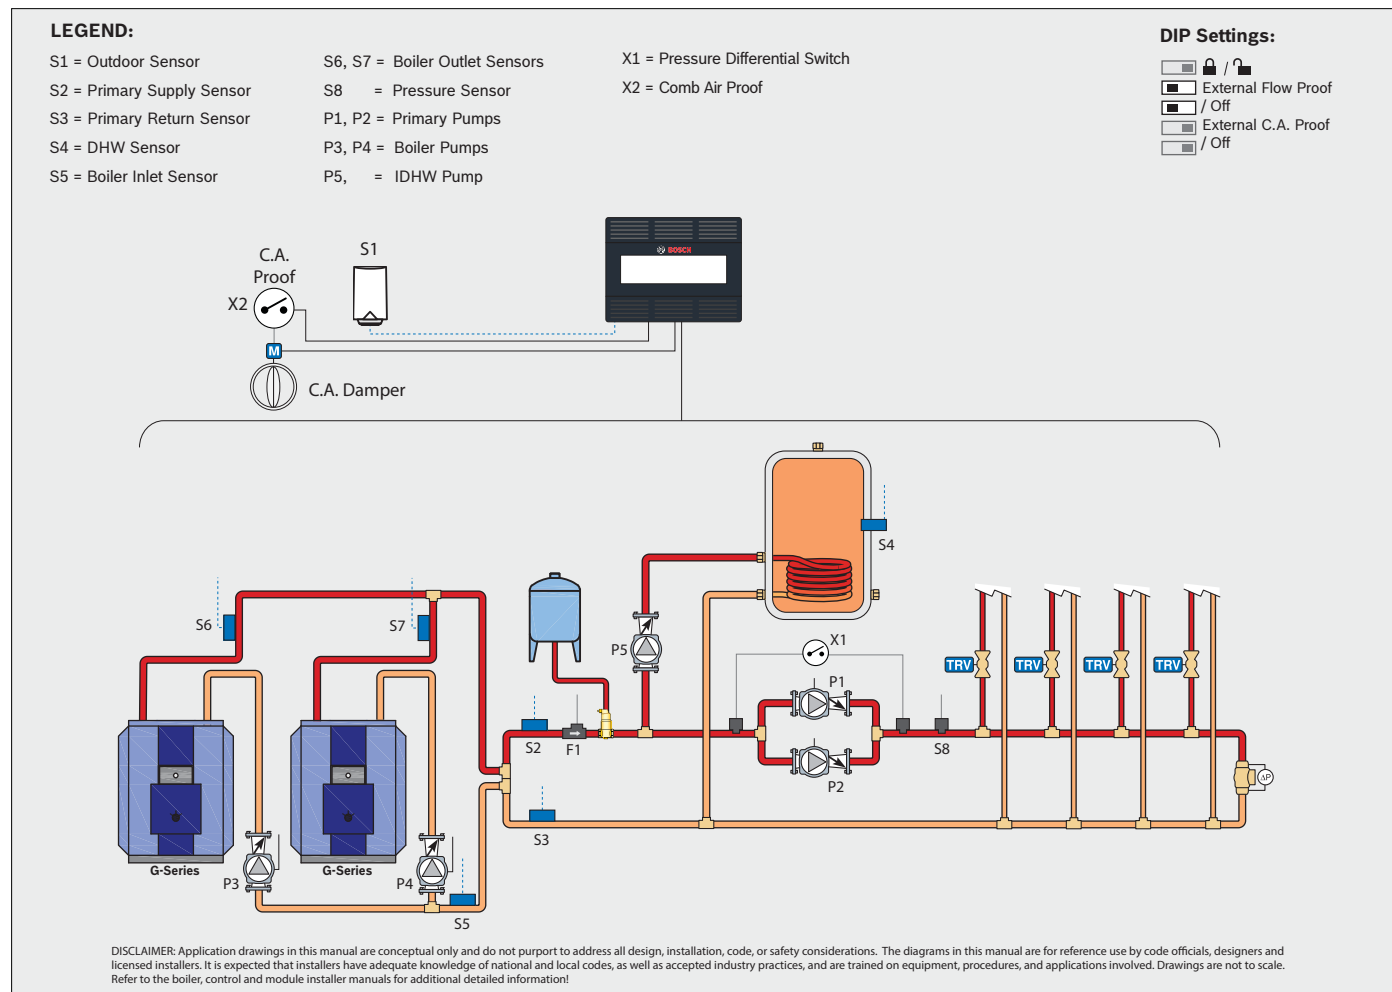 LEGEND:
S1 = Outdoor Sensor
S2 = Primary Supply Sensor
S3 = Primary Return Sensor
S4 = DHW Sensor
S5 = Boiler Inlet Sensor
S6, S7 = Boiler Outlet Sensors
S8 = Pressure Sensor
P1, P2 = Primary Pumps
P3, P4 = Boiler Pumps
P5, = IDHW Pump
X1 = Pressure Differential Switch
X2 = Comb Air Proof
DIP Settings:
/
External Flow Proof
/ Off
External C.A. Proof
/ Off
BOSCH
C.A.
Proof
S1
X2
M
C.A. Damper
S4
S6
S7
P5
X1
P1
TRV
TRV
TRV
TRV
S2
F1
P2
S8
ΔP
S3
G-Series
G-Series
P3
P4
S5
DISCLAIMER: Application drawings in this manual are conceptual only and do not purport to address all design, installation, code, or safety considerations. The diagrams in this manual are for reference use by code officials, designers and
licensed installers. It is expected that installers have adequate knowledge of national and local codes, as well as accepted industry practices, and are trained on equipment, procedures, and applications involved. Drawings are not to scale.
Refer to the boiler, control and module installer manuals for additional detailed information!